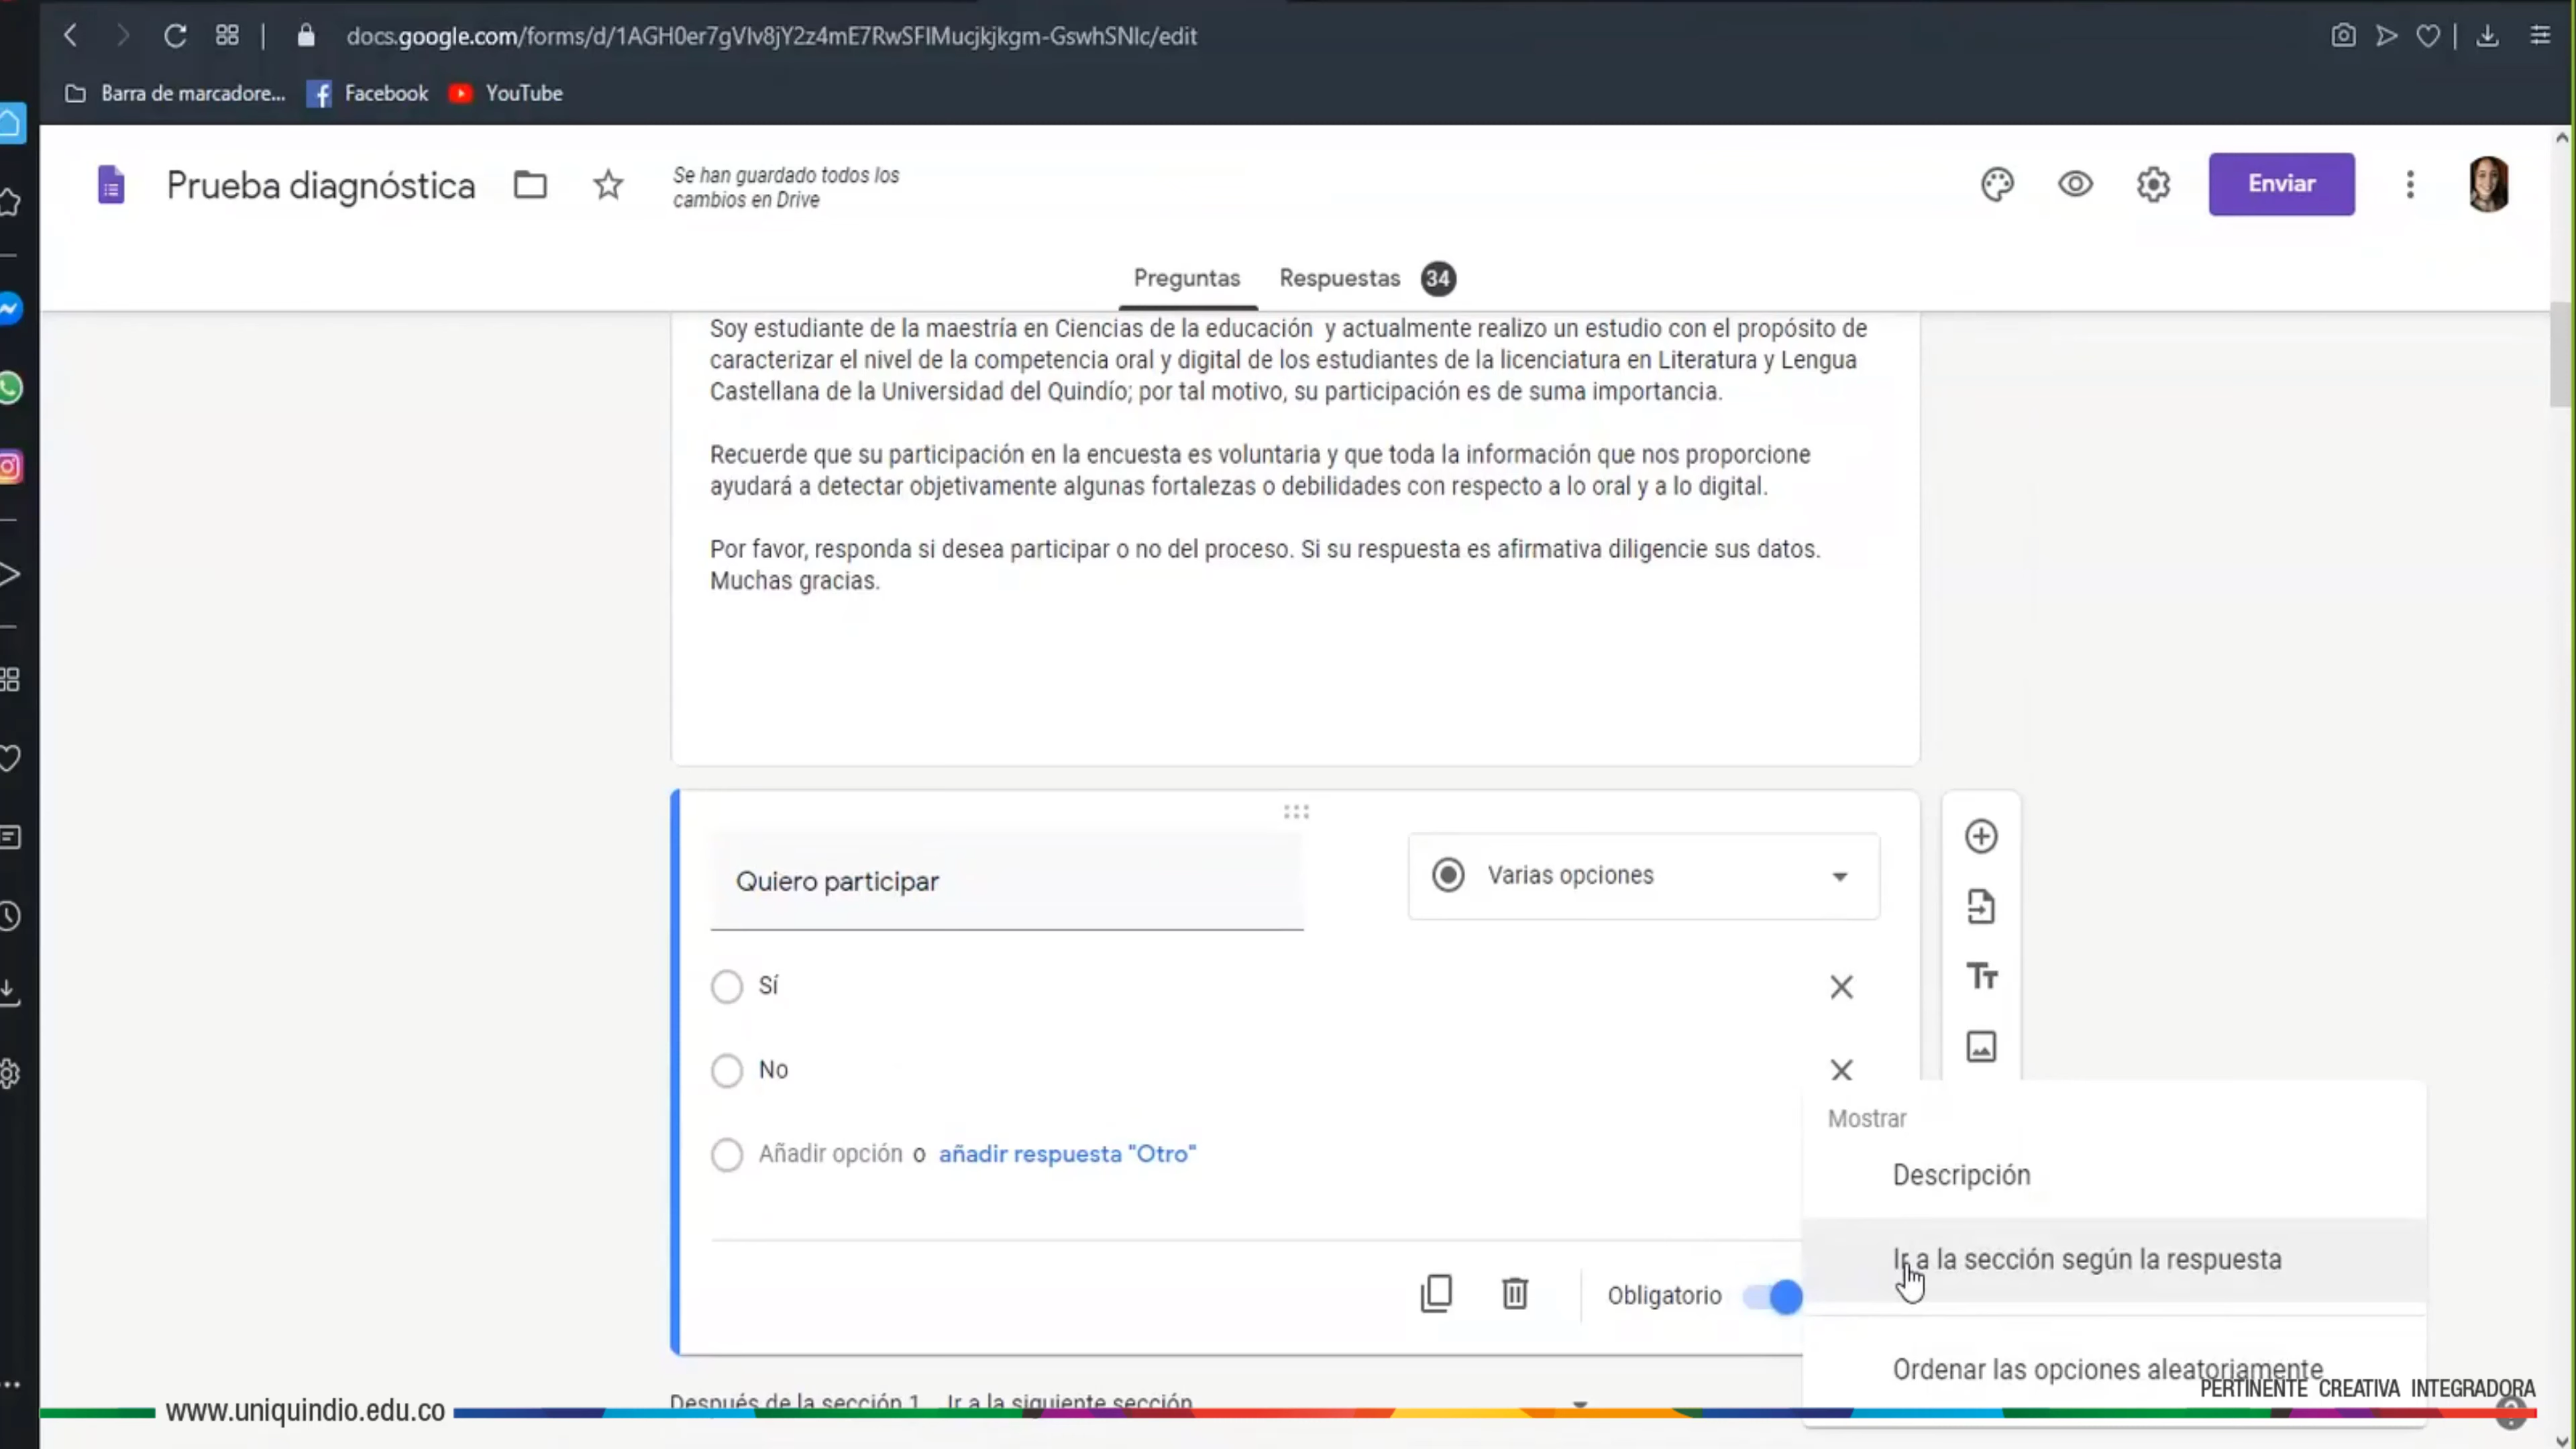 docs.google.com/forms/d/1AGH0er7gVIv8jY2z4mE7RwSFlMucjkjkgm-GswhSNlc/edit
Barra de marcadore...
Facebook
YouTube
Prueba diagnóstica
Se han guardado todos los
cambios en Drive
Enviar
Preguntas
Respuestas
34
Soy estudiante de la maestría en Ciencias de la educación y actualmente realizo un estudio con el propósito de
caracterizar el nivel de la competencia oral y digital de los estudiantes de la licenciatura en Literatura y Lengua
Castellana de la Universidad del Quindío; por tal motivo, su participación es de suma importancia.
Recuerde que su participación en la encuesta es voluntaria y que toda la información que nos proporcione
ayudará a detectar objetivamente algunas fortalezas o debilidades con respecto a lo oral y a lo digital.
Por favor, responda si desea participar o no del proceso. Si su respuesta es afirmativa diligencie sus datos.
Muchas gracias.
Quiero participar
Varias opciones
Sí
No
Añadir opción o añadir respuesta "Otro"
Mostrar
Descripción
Ir a la sección según la respuesta
Obligatorio
Ordenar las opciones aleatoriamente
Después de la sección 1 Ir a la siguiente sección
PERTINENTE CREATIVA INTEGRADORA
www.uniquindio.edu.co